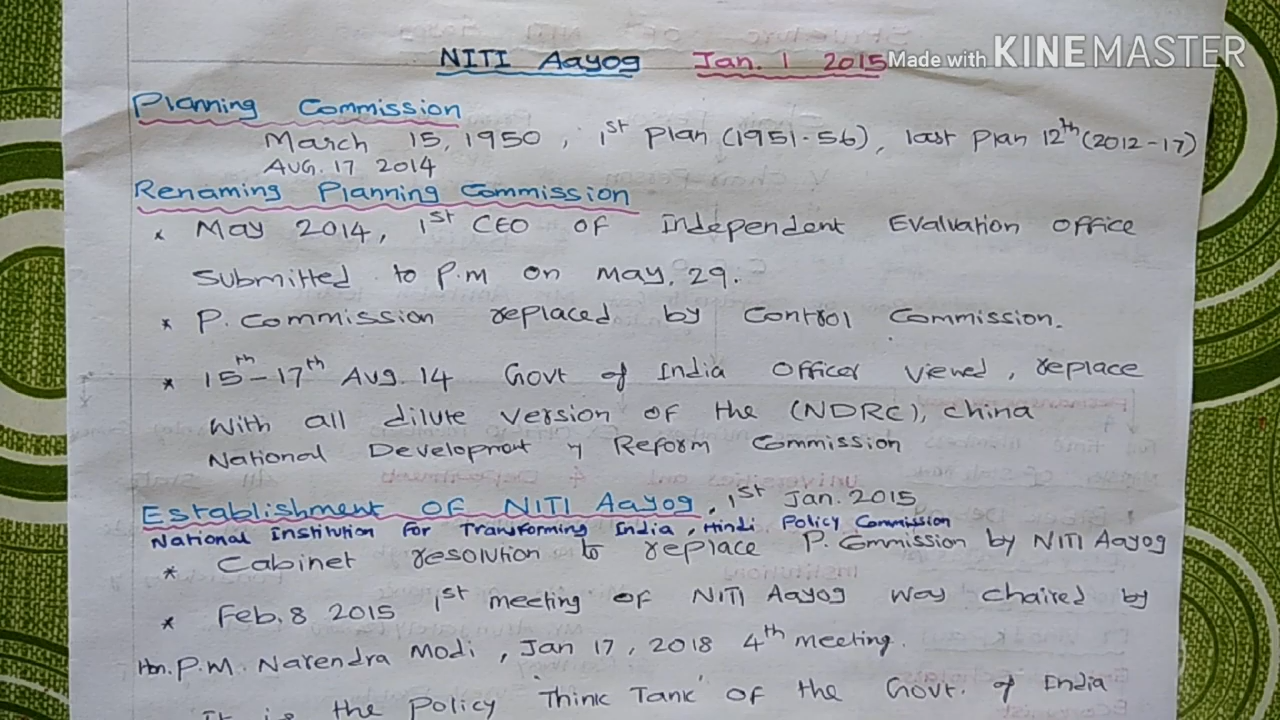 NITI Aayog Jan. 1 2015
Made with KINEMASTER
Planning Commission
March 15, 1950, 1st Plan (1951-56), last Plan 12th (2012-17)
AUG. 17 2014
Renaming Planning Commission
* May 2014, 1st CEO OF Independent Evaluation Office
Submitted to P.m on may. 29.
* P. Commission replaced by Control Commission.
* 15th-17th Aug. 14 Govt of India Officer viewed, replace
With all dilute version of the (NDRC), china
National Development & Reform Commission
Establishment OF NITI Aayog, 1st Jan. 2015
National Institution For Transforming India, Hindi Policy Commission
* Cabinet resolution to replace P. Commission by NITI Aayog
* Feb. 8 2015 1st meeting of NITI Aayog way chaired by
Hon. P.M. Narendra Modi, Jan 17, 2018 4th meeting.
It is the Policy 'Think Tank' of the Govt. of India